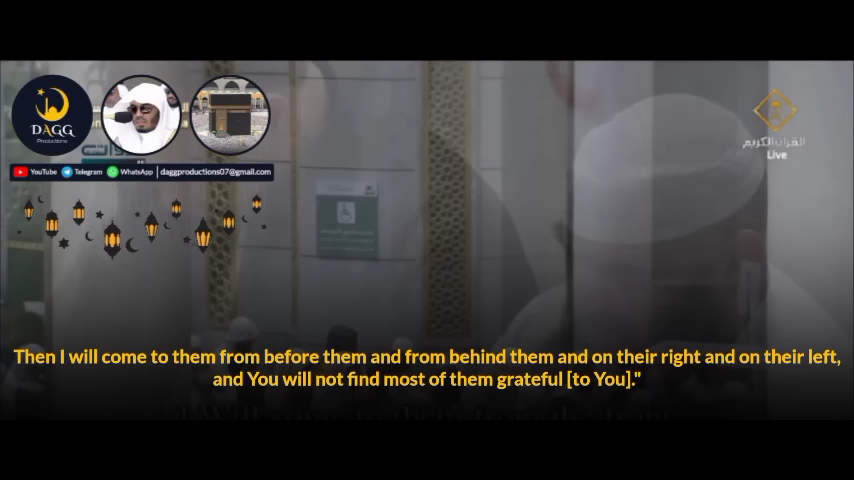 DAGG
Productions
YouTube Telegram WhatsApp | daggproductions07@gmail.com
القرآن الكريم
Live
Then I will come to them from before them and from behind them and on their right and on their left,
and You will not find most of them grateful [to You]."